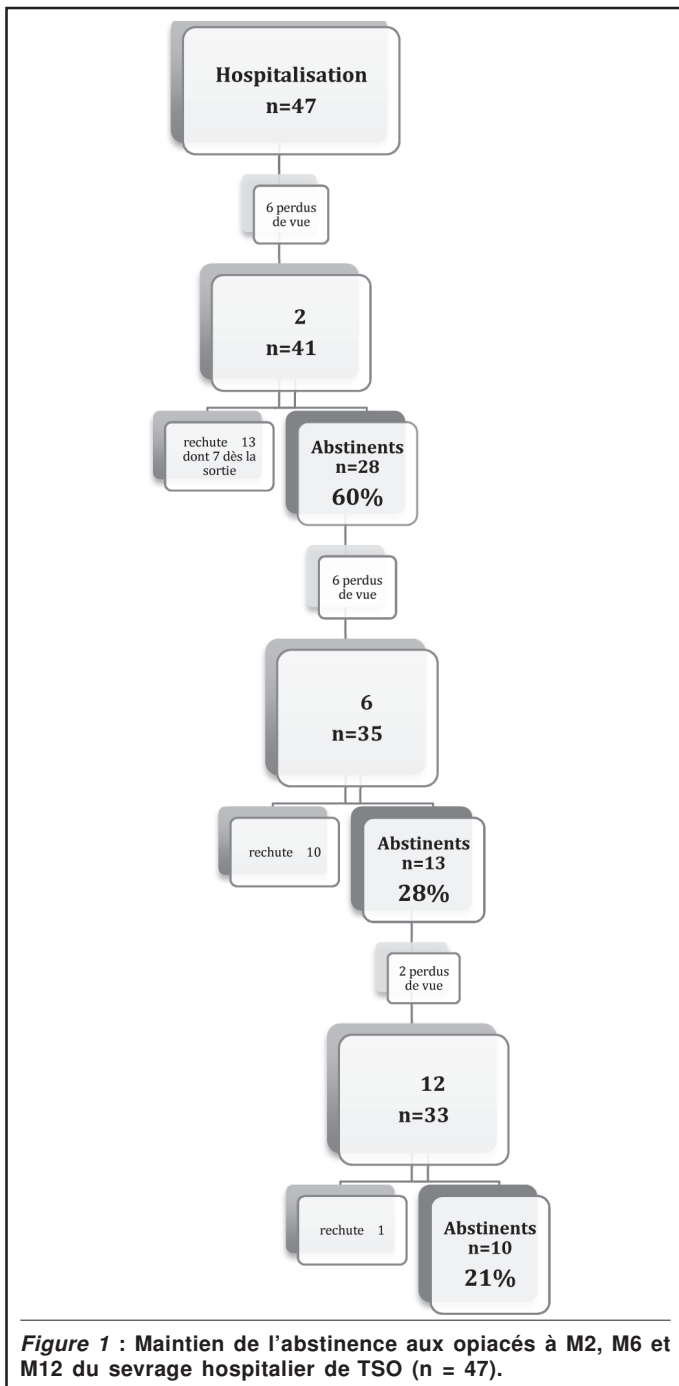 Hospitalisation
n=47
6 perdus
de vue
2
n=41
rechute 13
dont 7 dès la
sortie
Abstinents
n=28
60%
6 perdus
de vue
6
n=35
rechute 10
Abstinents
n=13
28%
2 perdus
de vue
12
n=33
rechute 1
Abstinents
n=10
21%
Figure 1 : Maintien de l'abstinence aux opiacés à M2, M6 et
M12 du sevrage hospitalier de TSO (n = 47).